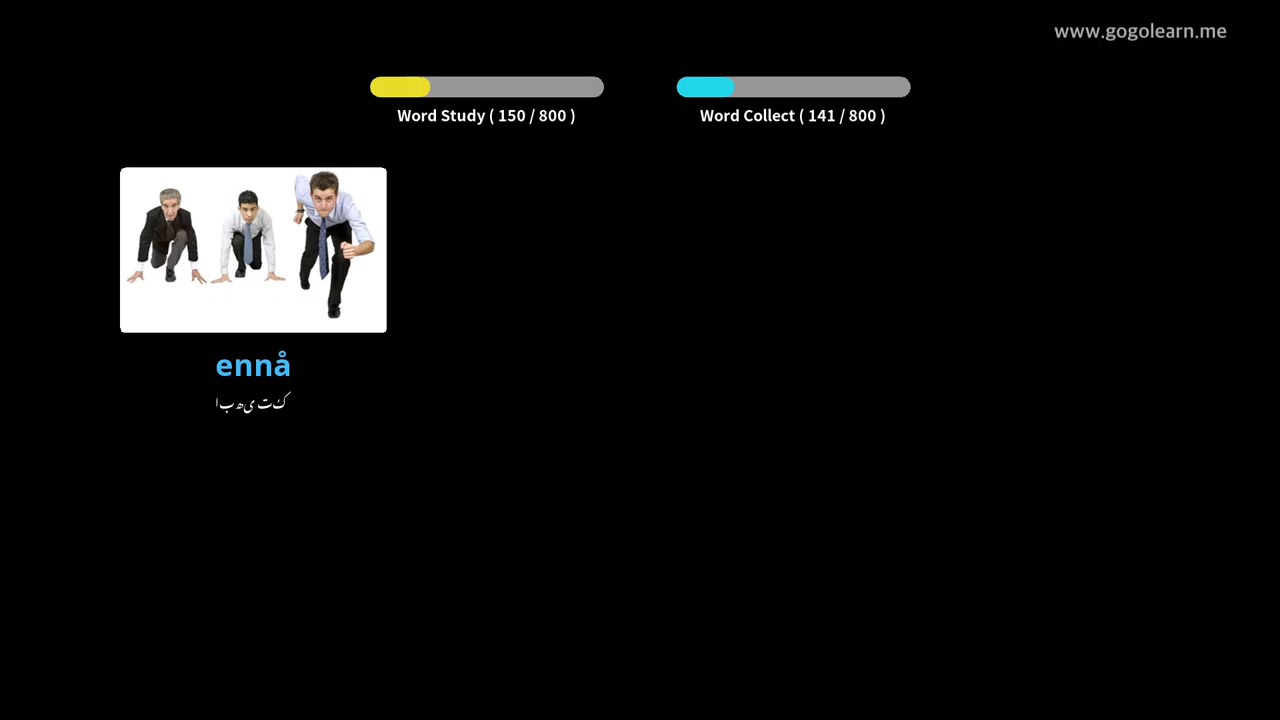 www.gogolearn.me
Word Study ( 150 / 800 )
Word Collect ( 141 / 800 )
ennå
ابھی تک